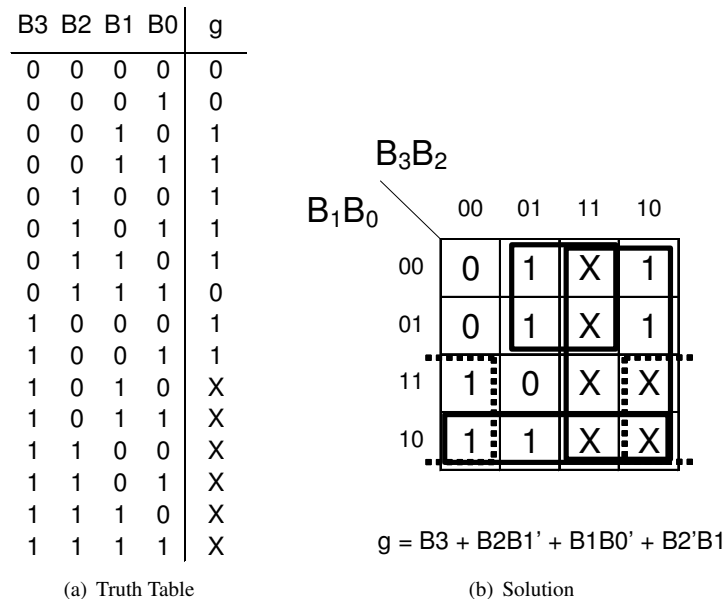 B3 B2 B1 B0 g
0 0 0 0 0
0 0 0 1 0
0 0 1 0 1
0 0 1 1 1
0 1 0 0 1
0 1 0 1 1
0 1 1 0 1
0 1 1 1 0
1 0 0 0 1
1 0 0 1 1
1 0 1 0 X
1 0 1 1 X
1 1 0 0 X
1 1 0 1 X
1 1 1 0 X
1 1 1 1 X
(a) Truth Table
B₃B₂
B₁B₀ 00 01 11 10
00 0 1 X 1
01 0 1 X 1
11 1 0 X X
10 1 1 X X
g = B3 + B2B1' + B1B0' + B2'B1
(b) Solution